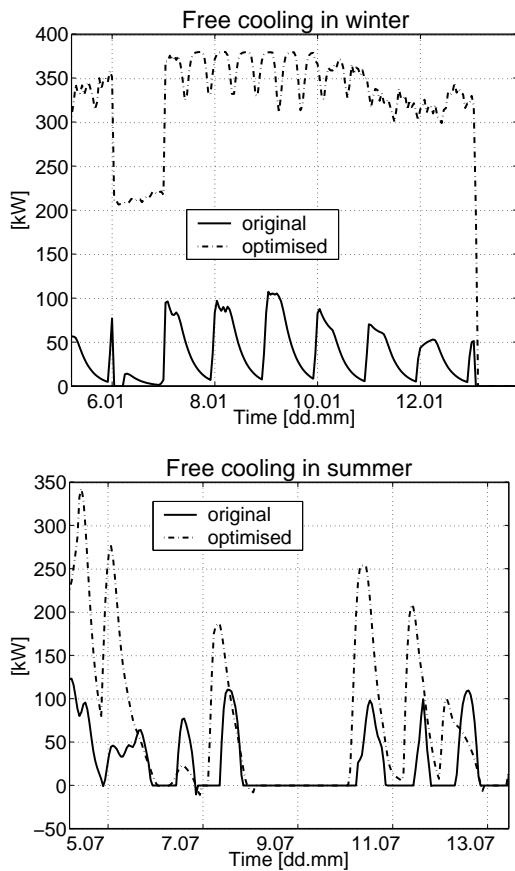 Free cooling in winter
400
350
300
250
200
150
100
50
0
[kW]
original
optimised
6.01 8.01 10.01 12.01
Time [dd.mm]
Free cooling in summer
350
300
250
200
150
100
50
0
−50
[kW]
original
optimised
5.07 7.07 9.07 11.07 13.07
Time [dd.mm]